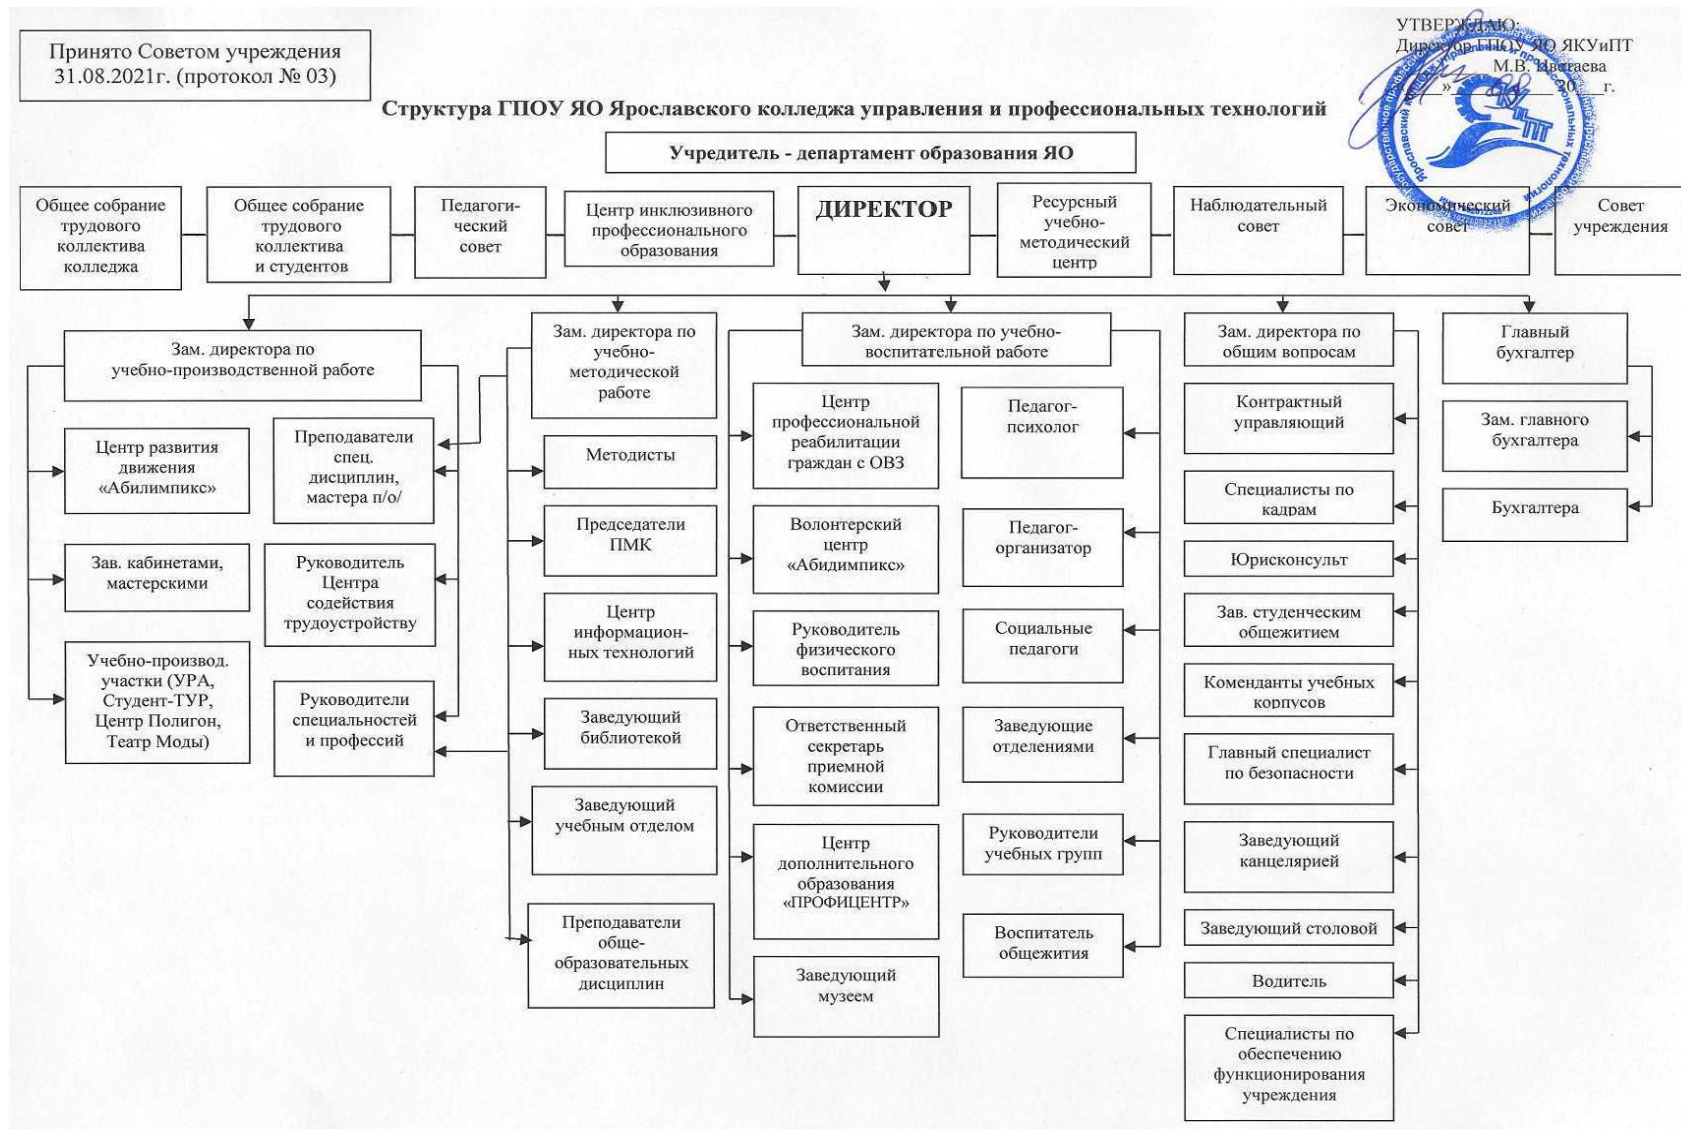 УТВЕРЖДАЮ:
Директор ГПОУ ЯО ЯКУиПТ
М.В. Цветаева
Принято Советом учреждения
31.08.2021г. (протокол № 03)
Структура ГПОУ ЯО Ярославского колледжа управления и профессиональных технологий
Учредитель - департамент образования ЯО
Общее собрание
трудового
коллектива
колледжа
Общее собрание
трудового
коллектива
и студентов
Педагоги-
ческий
совет
Центр инклюзивного
профессионального
образования
ДИРЕКТОР
Ресурсный
учебно-
методический
центр
Наблюдательный
совет
Экономический
совет
Совет
учреждения
Зам. директора по
учебно-производственной работе
Центр развития
движения
«Абилимпикс»
Зав. кабинетами,
мастерскими
Учебно-производ.
участки (УРА,
Студент-ТУР,
Центр Полигон,
Театр Моды)
Преподаватели
спец.
дисциплин,
мастера п/о/
Руководитель
Центра
содействия
трудоустройству
Руководители
специальностей
и профессий
Зам. директора по
учебно-
методической
работе
Методисты
Председатели
ПМК
Центр
информацион-
ных технологий
Заведующий
библиотекой
Заведующий
учебным отделом
Преподаватели
обще-
образовательных
дисциплин
Зам. директора по учебно-
воспитательной работе
Центр
профессиональной
реабилитации
граждан с ОВЗ
Волонтерский
центр
«Абидимпикс»
Руководитель
физического
воспитания
Ответственный
секретарь
приемной
комиссии
Центр
дополнительного
образования
«ПРОФИЦЕНТР»
Заведующий
музеем
Педагог-
психолог
Педагог-
организатор
Социальные
педагоги
Заведующие
отделениями
Руководители
учебных групп
Воспитатель
общежития
Зам. директора по
общим вопросам
Контрактный
управляющий
Специалисты по
кадрам
Юрисконсульт
Зав. студенческим
общежитием
Коменданты учебных
корпусов
Главный специалист
по безопасности
Заведующий
канцелярией
Заведующий столовой
Водитель
Специалисты по
обеспечению
функционирования
учреждения
Главный
бухгалтер
Зам. главного
бухгалтера
Бухгалтера